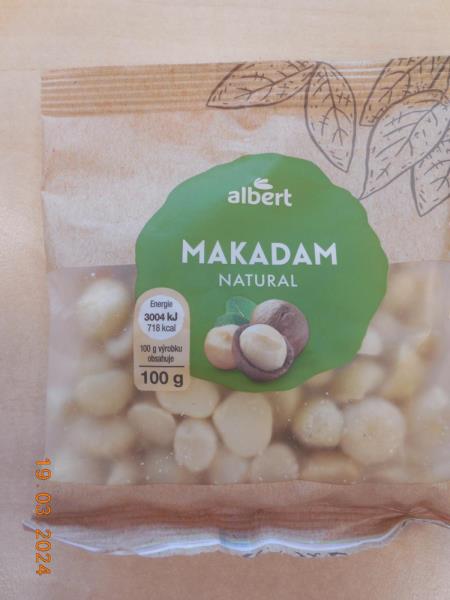 albert
MAKADAM
NATURAL
Energie
3004 kJ
718 kcal
100 g výrobku
obsahuje
100 g
19.03.2024